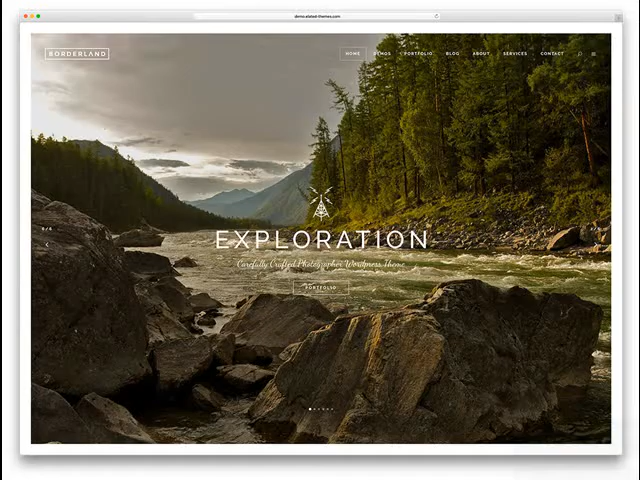 demo.elated-themes.com
BORDERLAND
HOME DEMOS PORTFOLIO BLOG ABOUT SERVICES CONTACT
EXPLORATION
Carefully Crafted Photographer Wordpress Theme
PORTFOLIO